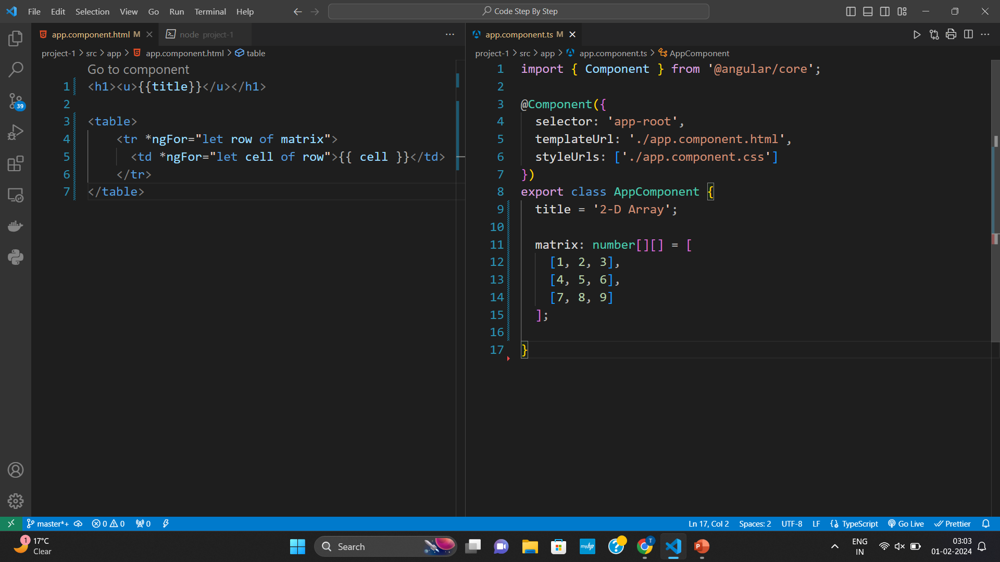 File Edit Selection View Go Run Terminal Help
Code Step By Step
app.component.html M
node project-1
project-1 > src > app > app.component.html > table
Go to component
1 <h1><u>{{title}}</u></h1>
2
3 <table>
4 <tr *ngFor="let row of matrix">
5 <td *ngFor="let cell of row">{{ cell }}</td>
6 </tr>
7 </table>
app.component.ts M
project-1 > src > app > app.component.ts > AppComponent
1 import { Component } from '@angular/core';
2
3 @Component({
4 selector: 'app-root',
5 templateUrl: './app.component.html',
6 styleUrls: ['./app.component.css']
7 })
8 export class AppComponent {
9 title = '2-D Array';
10
11 matrix: number[][] = [
12 [1, 2, 3],
13 [4, 5, 6],
14 [7, 8, 9]
15 ];
16
17 }
39
master*+ 0 0 0
Ln 17, Col 2 Spaces: 2 UTF-8 LF TypeScript Go Live Prettier
1 17°C
Clear
Search
myhp
T
P
ENG
IN
03:03
01-02-2024